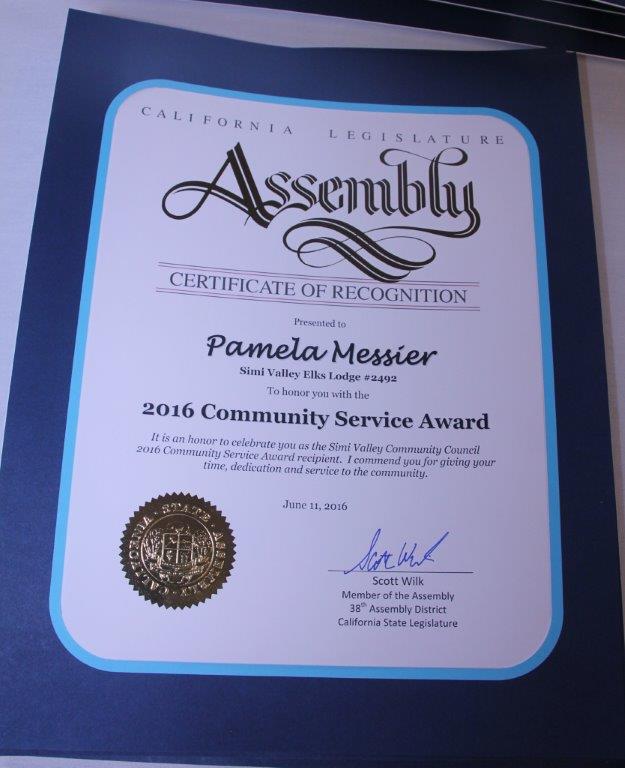 CALIFORNIA LEGISLATURE
Assembly
CERTIFICATE OF RECOGNITION
Presented to
Pamela Messier
Simi Valley Elks Lodge #2492
To honor you with the
2016 Community Service Award
It is an honor to celebrate you as the Simi Valley Community Council
2016 Community Service Award recipient. I commend you for giving your
time, dedication and service to the community.
June 11, 2016
CALIFORNIA · STATE · ASSEMBLY
Scott Wilk
Scott Wilk
Member of the Assembly
38th Assembly District
California State Legislature